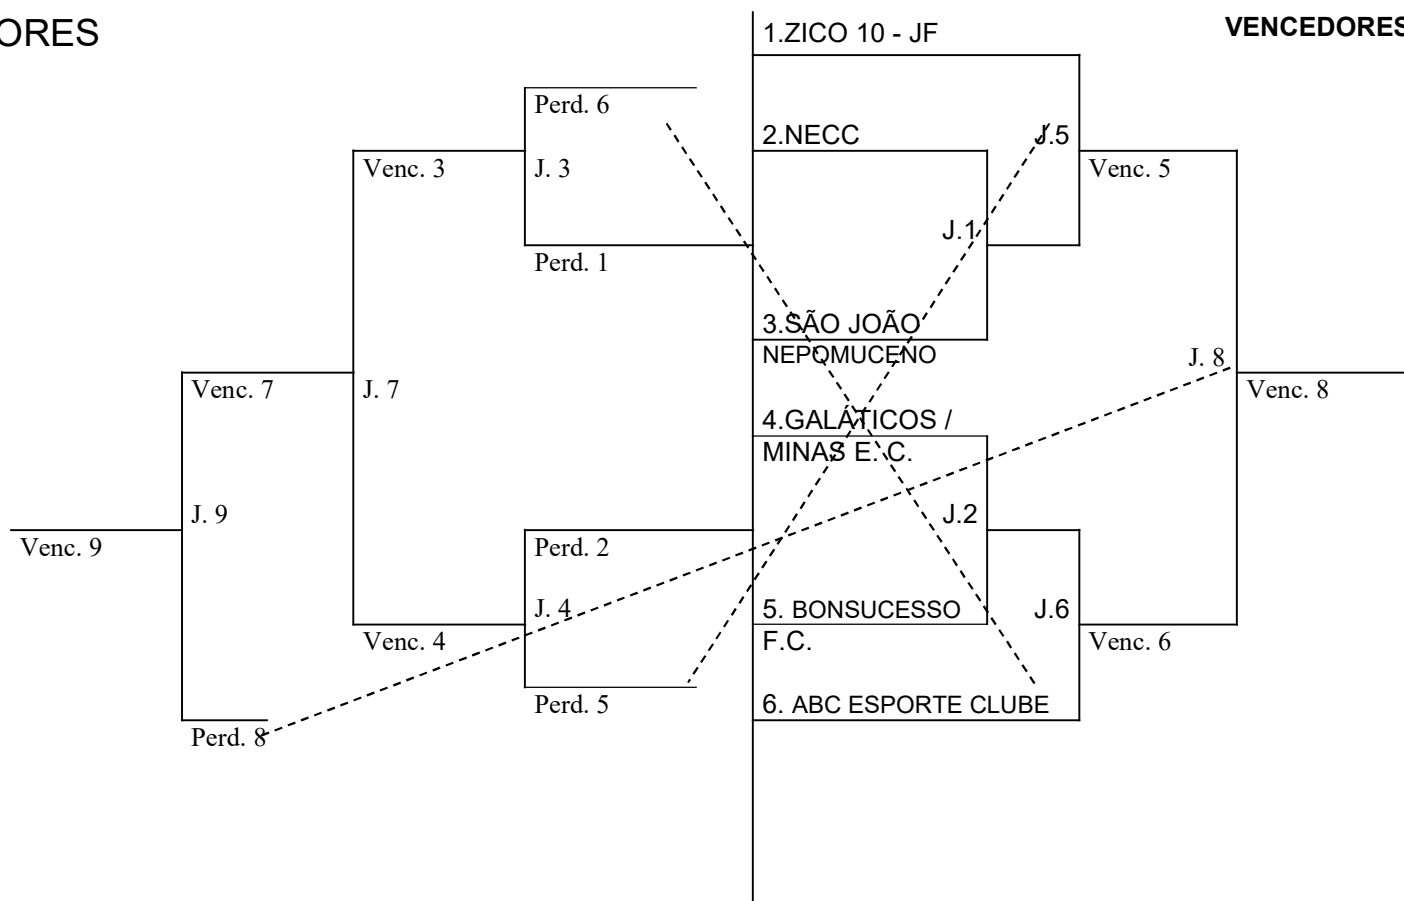 ORES
1.ZICO 10 - JF
VENCEDORES
Perd. 6
2.NECC
J.5
Venc. 3
J. 3
Venc. 5
J.1
Perd. 1
3.SÃO JOÃO
NEPOMUCENO
J. 8
Venc. 7
J. 7
Venc. 8
4.GALÁTICOS /
MINAS E. C.
J. 9
J.2
Venc. 9
Perd. 2
J. 4
5. BONSUCESSO
J.6
F.C.
Venc. 4
Venc. 6
Perd. 5
6. ABC ESPORTE CLUBE
Perd. 8